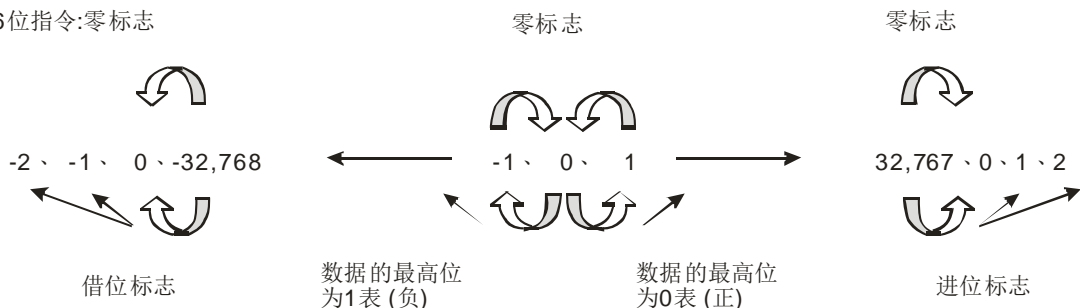 6位指令:零标志
零标志
零标志
-2、 -1、 0、-32,768
-1、 0、 1
32,767、0、1、2
借位标志
数据的最高位
为1表 (负)
数据的最高位
为0表 (正)
进位标志